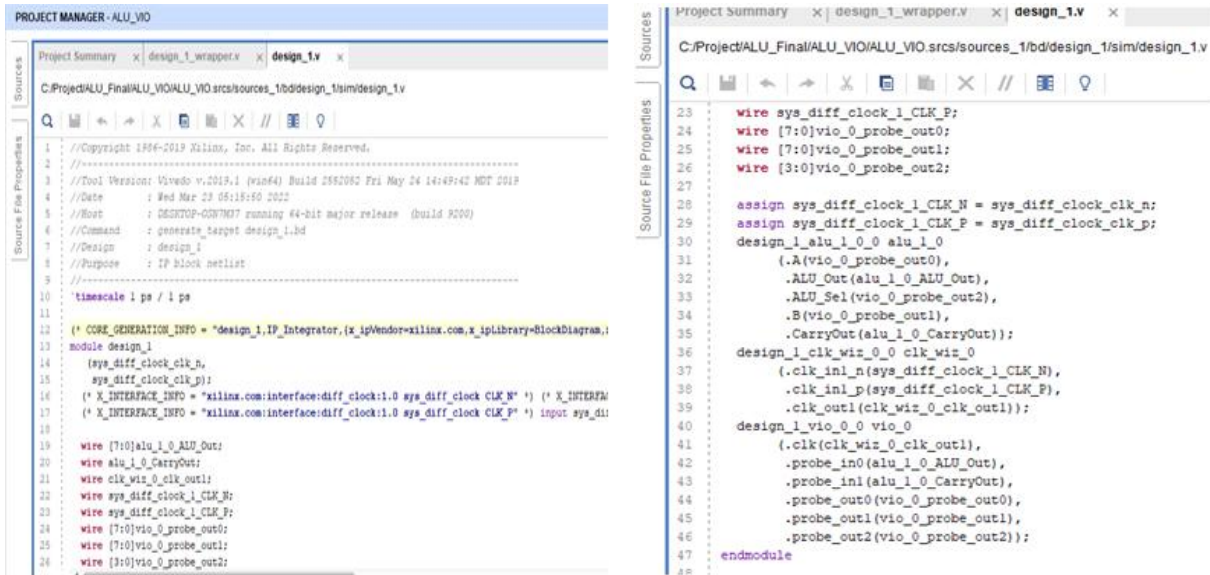 PROJECT MANAGER - ALU_VIO
Project Summary x design_1_wrapper.v x design_1.v x
Sources
Source File Properties
C:/Project/ALU_Final/ALU_VIO/ALU_VIO.srcs/sources_1/bd/design_1/sim/design_1.v
1 //Copyright 1986-2019 Xilinx, Inc. All Rights Reserved.
2 //--------------------------------------------------------------------------------
3 //Tool Version: Vivado v.2019.1 (win64) Build 2552052 Fri May 24 14:49:42 MDT 2019
4 //Date : Wed Mar 23 05:15:50 2022
5 //Host : running 64-bit major release (build 9200)
6 //Command : generate_target design_1.bd
7 //Design : design_1
8 //Purpose : IP block netlist
9 //--------------------------------------------------------------------------------
10 `timescale 1 ps / 1 ps
11
12 (* CORE_GENERATION_INFO = "design_1,IP_Integrator,{x_ipVendor=xilinx.com,x_ipLibrary=BlockDiagram,
13 module design_1
14 (sys_diff_clock_clk_n,
15 sys_diff_clock_clk_p);
16 (* X_INTERFACE_INFO = "xilinx.com:interface:diff_clock:1.0 sys_diff_clock CLK_N" *) (* X_INTERFA
17 (* X_INTERFACE_INFO = "xilinx.com:interface:diff_clock:1.0 sys_diff_clock CLK_P" *) input sys_di
18
19 wire [7:0]alu_1_0_ALU_Out;
20 wire alu_1_0_CarryOut;
21 wire clk_wiz_0_clk_out1;
22 wire sys_diff_clock_1_CLK_N;
23 wire sys_diff_clock_1_CLK_P;
24 wire [7:0]vio_0_probe_out0;
25 wire [7:0]vio_0_probe_out1;
26 wire [3:0]vio_0_probe_out2;
Project Summary x design_1_wrapper.v x design_1.v x
Sources
Source File Properties
C:/Project/ALU_Final/ALU_VIO/ALU_VIO.srcs/sources_1/bd/design_1/sim/design_1.v
23 wire sys_diff_clock_1_CLK_P;
24 wire [7:0]vio_0_probe_out0;
25 wire [7:0]vio_0_probe_out1;
26 wire [3:0]vio_0_probe_out2;
27
28 assign sys_diff_clock_1_CLK_N = sys_diff_clock_clk_n;
29 assign sys_diff_clock_1_CLK_P = sys_diff_clock_clk_p;
30 design_1_alu_1_0_0 alu_1_0
31 (.A(vio_0_probe_out0),
32 .ALU_Out(alu_1_0_ALU_Out),
33 .ALU_Sel(vio_0_probe_out2),
34 .B(vio_0_probe_out1),
35 .CarryOut(alu_1_0_CarryOut));
36 design_1_clk_wiz_0_0 clk_wiz_0
37 (.clk_in1_n(sys_diff_clock_1_CLK_N),
38 .clk_in1_p(sys_diff_clock_1_CLK_P),
39 .clk_out1(clk_wiz_0_clk_out1));
40 design_1_vio_0_0 vio_0
41 (.clk(clk_wiz_0_clk_out1),
42 .probe_in0(alu_1_0_ALU_Out),
43 .probe_in1(alu_1_0_CarryOut),
44 .probe_out0(vio_0_probe_out0),
45 .probe_out1(vio_0_probe_out1),
46 .probe_out2(vio_0_probe_out2));
47 endmodule
48